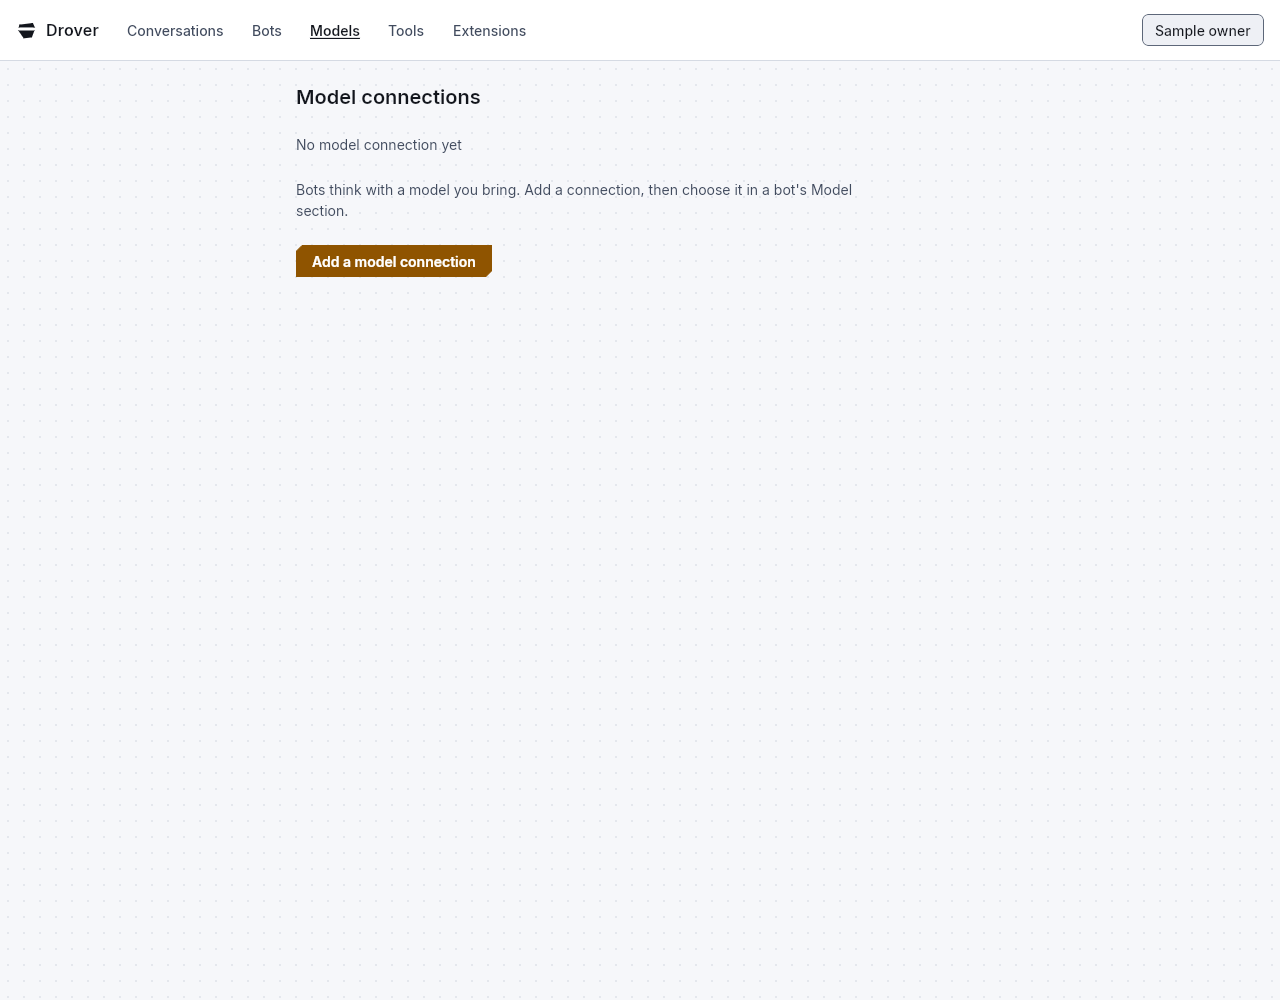 Drover
Conversations
Bots
Models
Tools
Extensions
Sample owner
Model connections
No model connection yet
Bots think with a model you bring. Add a connection, then choose it in a bot's Model
section.
Add a model connection